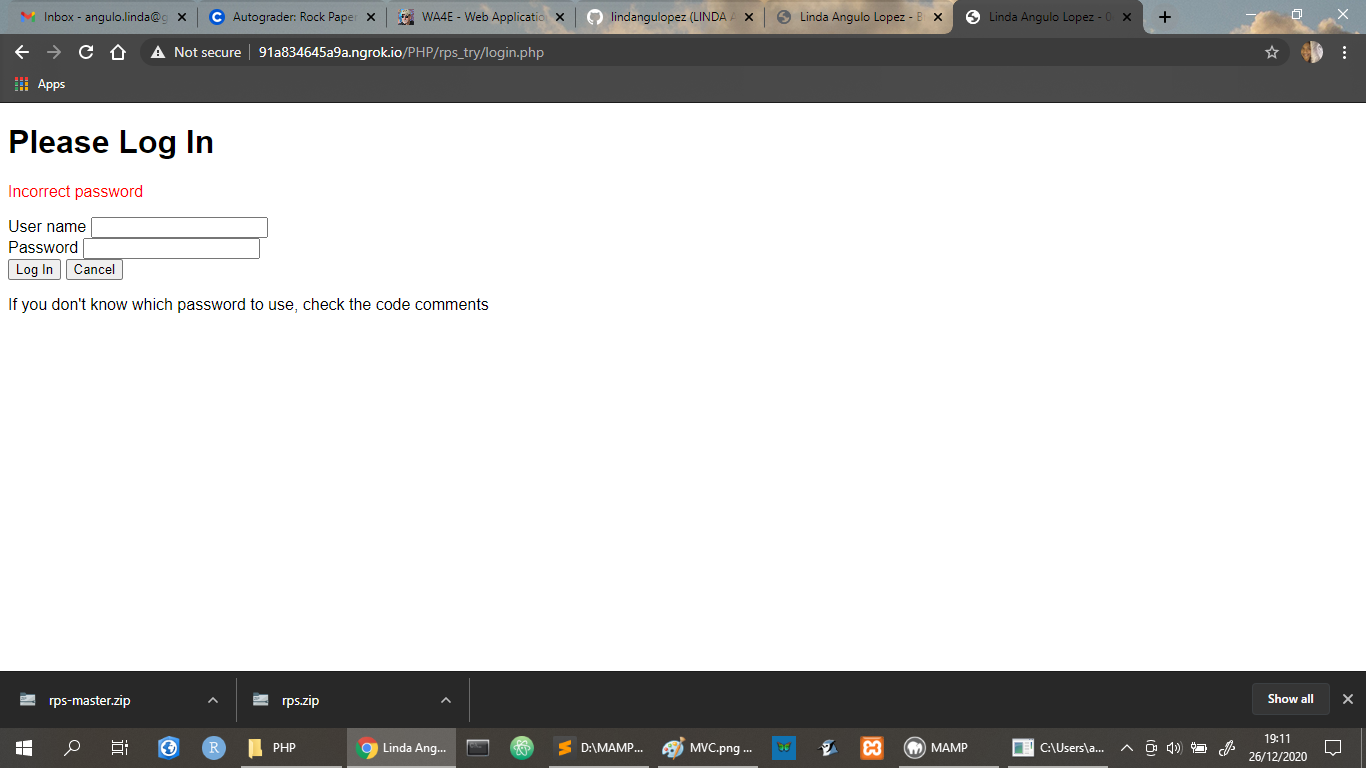 Inbox - angulo.linda@g
Autograder: Rock Pape
WA4E - Web Applicatio
lindangulopez (LINDA A
Linda Angulo Lopez - B
Linda Angulo Lopez - 0
Not secure
91a834645a9a.ngrok.io/PHP/rps_try/login.php
Apps
Please Log In
Incorrect password
User name
Password
Log In Cancel
If you don't know which password to use, check the code comments
rps-master.zip
rps.zip
Show all
R
PHP
Linda Ang...
D:\MAMP...
MVC.png ...
MAMP
C:\Users\a...
19:11
26/12/2020